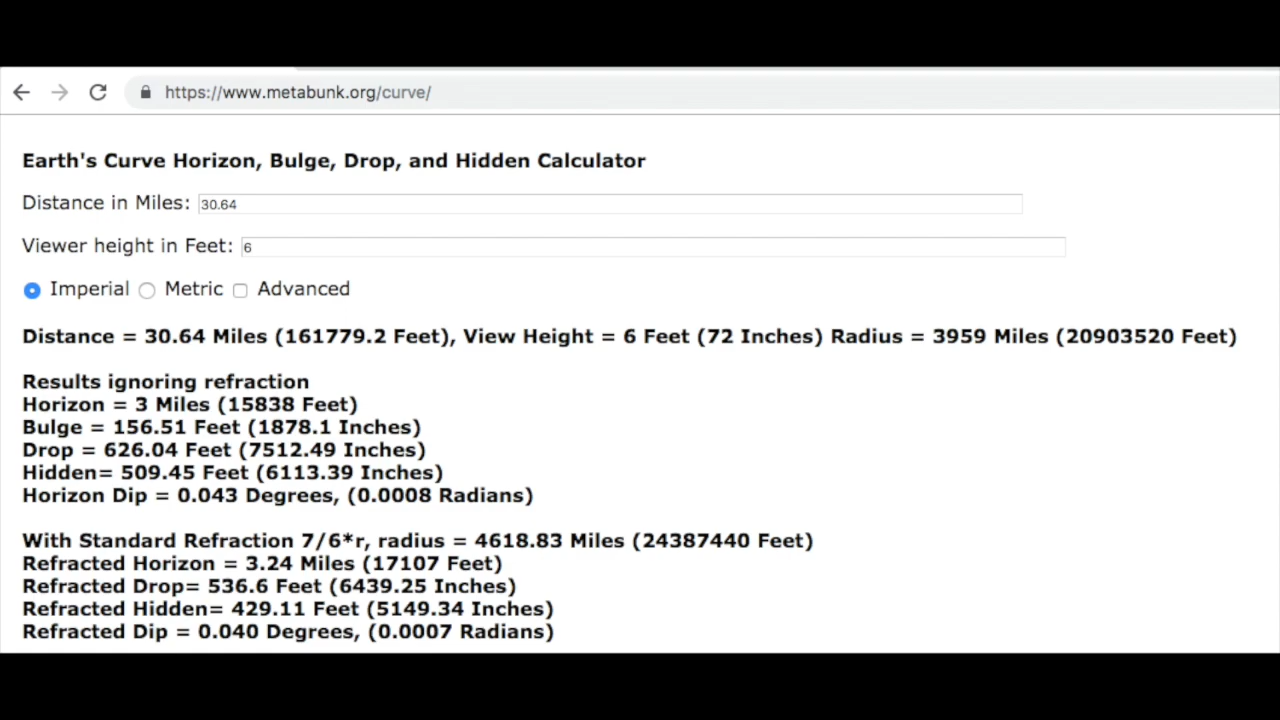 https://www.metabunk.org/curve/
Earth's Curve Horizon, Bulge, Drop, and Hidden Calculator
Distance in Miles: 30.64
Viewer height in Feet: 6
Imperial Metric Advanced
Distance = 30.64 Miles (161779.2 Feet), View Height = 6 Feet (72 Inches) Radius = 3959 Miles (20903520 Feet)
Results ignoring refraction
Horizon = 3 Miles (15838 Feet)
Bulge = 156.51 Feet (1878.1 Inches)
Drop = 626.04 Feet (7512.49 Inches)
Hidden= 509.45 Feet (6113.39 Inches)
Horizon Dip = 0.043 Degrees, (0.0008 Radians)
With Standard Refraction 7/6*r, radius = 4618.83 Miles (24387440 Feet)
Refracted Horizon = 3.24 Miles (17107 Feet)
Refracted Drop= 536.6 Feet (6439.25 Inches)
Refracted Hidden= 429.11 Feet (5149.34 Inches)
Refracted Dip = 0.040 Degrees, (0.0007 Radians)